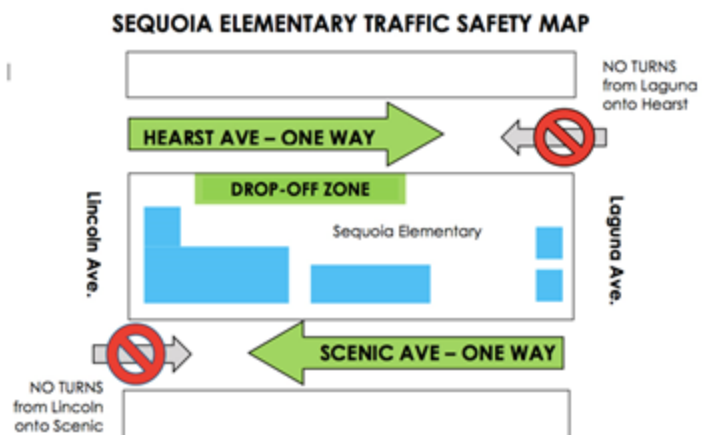 SEQUOIA ELEMENTARY TRAFFIC SAFETY MAP
NO TURNS
from Laguna
onto Hearst
HEARST AVE – ONE WAY
DROP-OFF ZONE
Lincoln Ave.
Sequoia Elementary
Laguna Ave.
SCENIC AVE – ONE WAY
NO TURNS
from Lincoln
onto Scenic